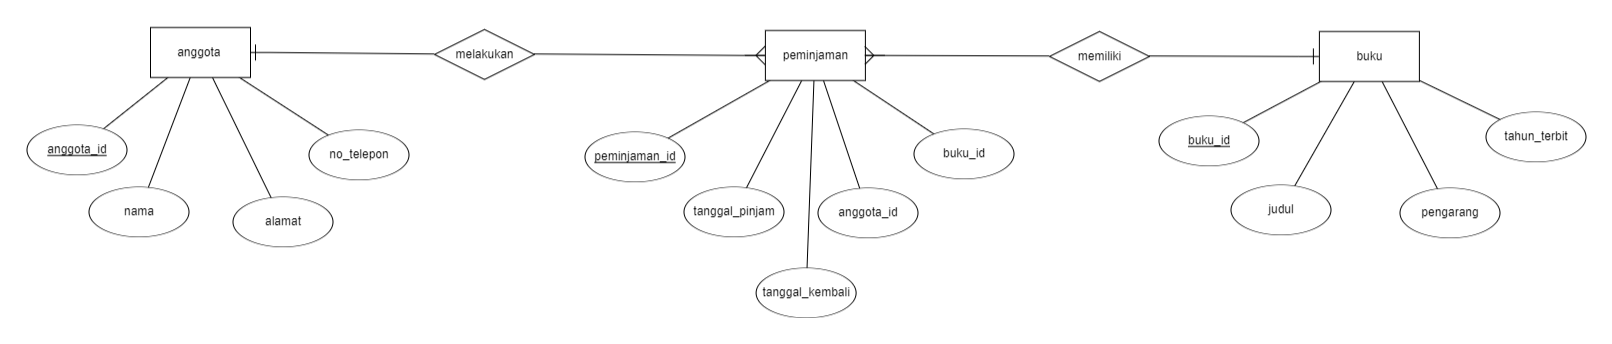 anggota
melakukan
peminjaman
memiliki
buku
anggota_id
nama
alamat
no_telepon
peminjaman_id
tanggal_pinjam
tanggal_kembali
anggota_id
buku_id
buku_id
judul
pengarang
tahun_terbit